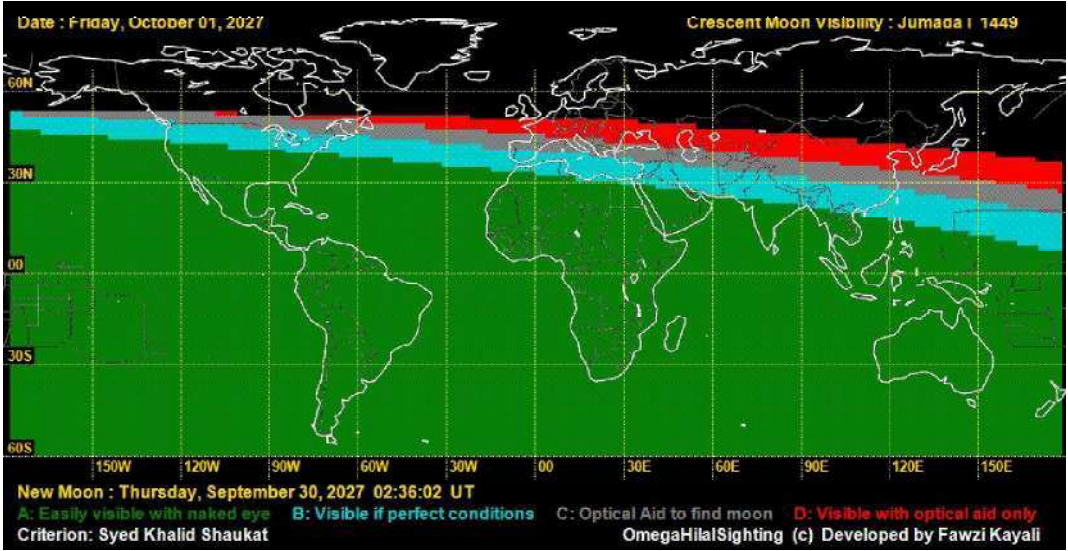 Date : Friday, October 01, 2027
Crescent Moon Visibility : Jumada I 1449
60N
30N
00
30S
60S
150W 120W 90W 60W 30W 00 30E 60E 90E 120E 150E
New Moon : Thursday, September 30, 2027 02:36:02 UT
A: Easily visible with naked eye B: Visible if perfect conditions C: Optical Aid to find moon D: Visible with optical aid only
Criterion: Syed Khalid Shaukat OmegaHilalSighting (c) Developed by Fawzi Kayali